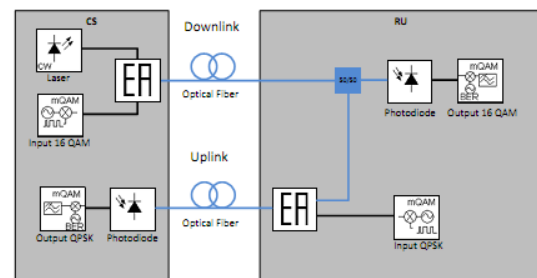 CS
Downlink
RU
CW
Laser
EA
Optical Fiber
50/50
Photodiode
mQAM
BER
Output 16 QAM
mQAM
Input 16 QAM
Uplink
mQAM
BER
Output QPSK
Photodiode
Optical Fiber
EA
mQAM
Input QPSK